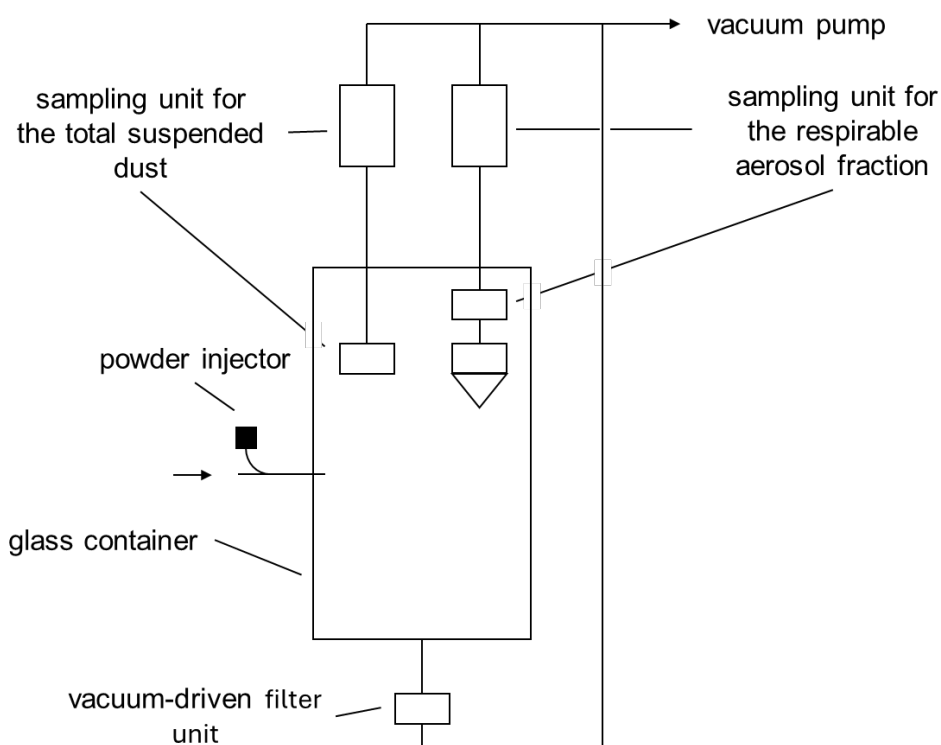 vacuum pump
sampling unit for
the total suspended
dust
sampling unit for
the respirable
aerosol fraction
powder injector
glass container
vacuum-driven filter
unit